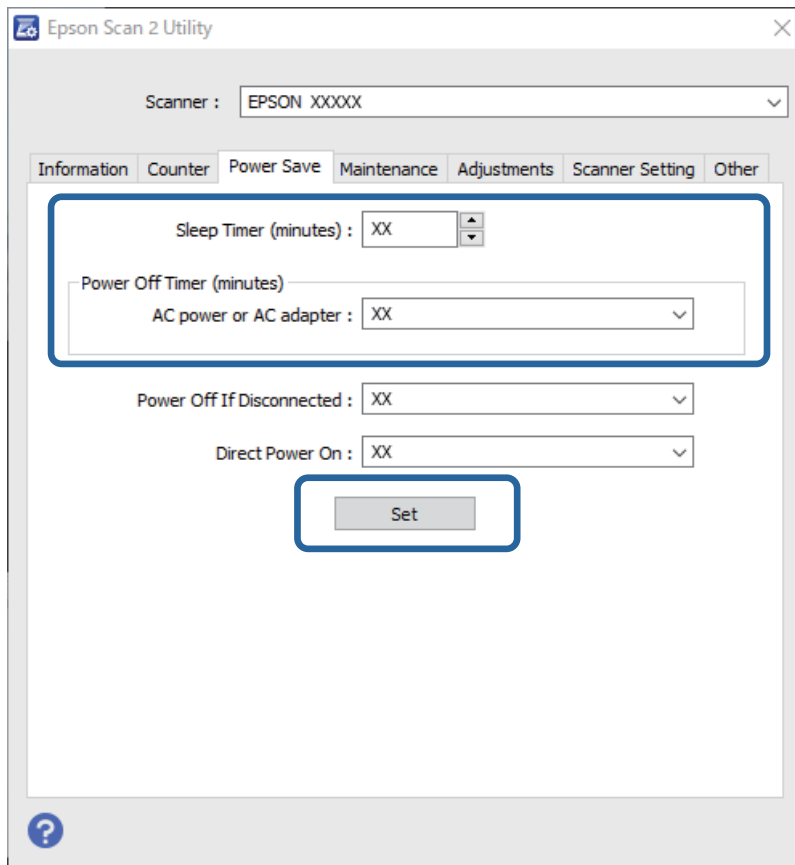 Epson Scan 2 Utility
Scanner : EPSON XXXXX
Information Counter Power Save Maintenance Adjustments Scanner Setting Other
Sleep Timer (minutes) : XX
Power Off Timer (minutes)
AC power or AC adapter : XX
Power Off If Disconnected : XX
Direct Power On : XX
Set
?